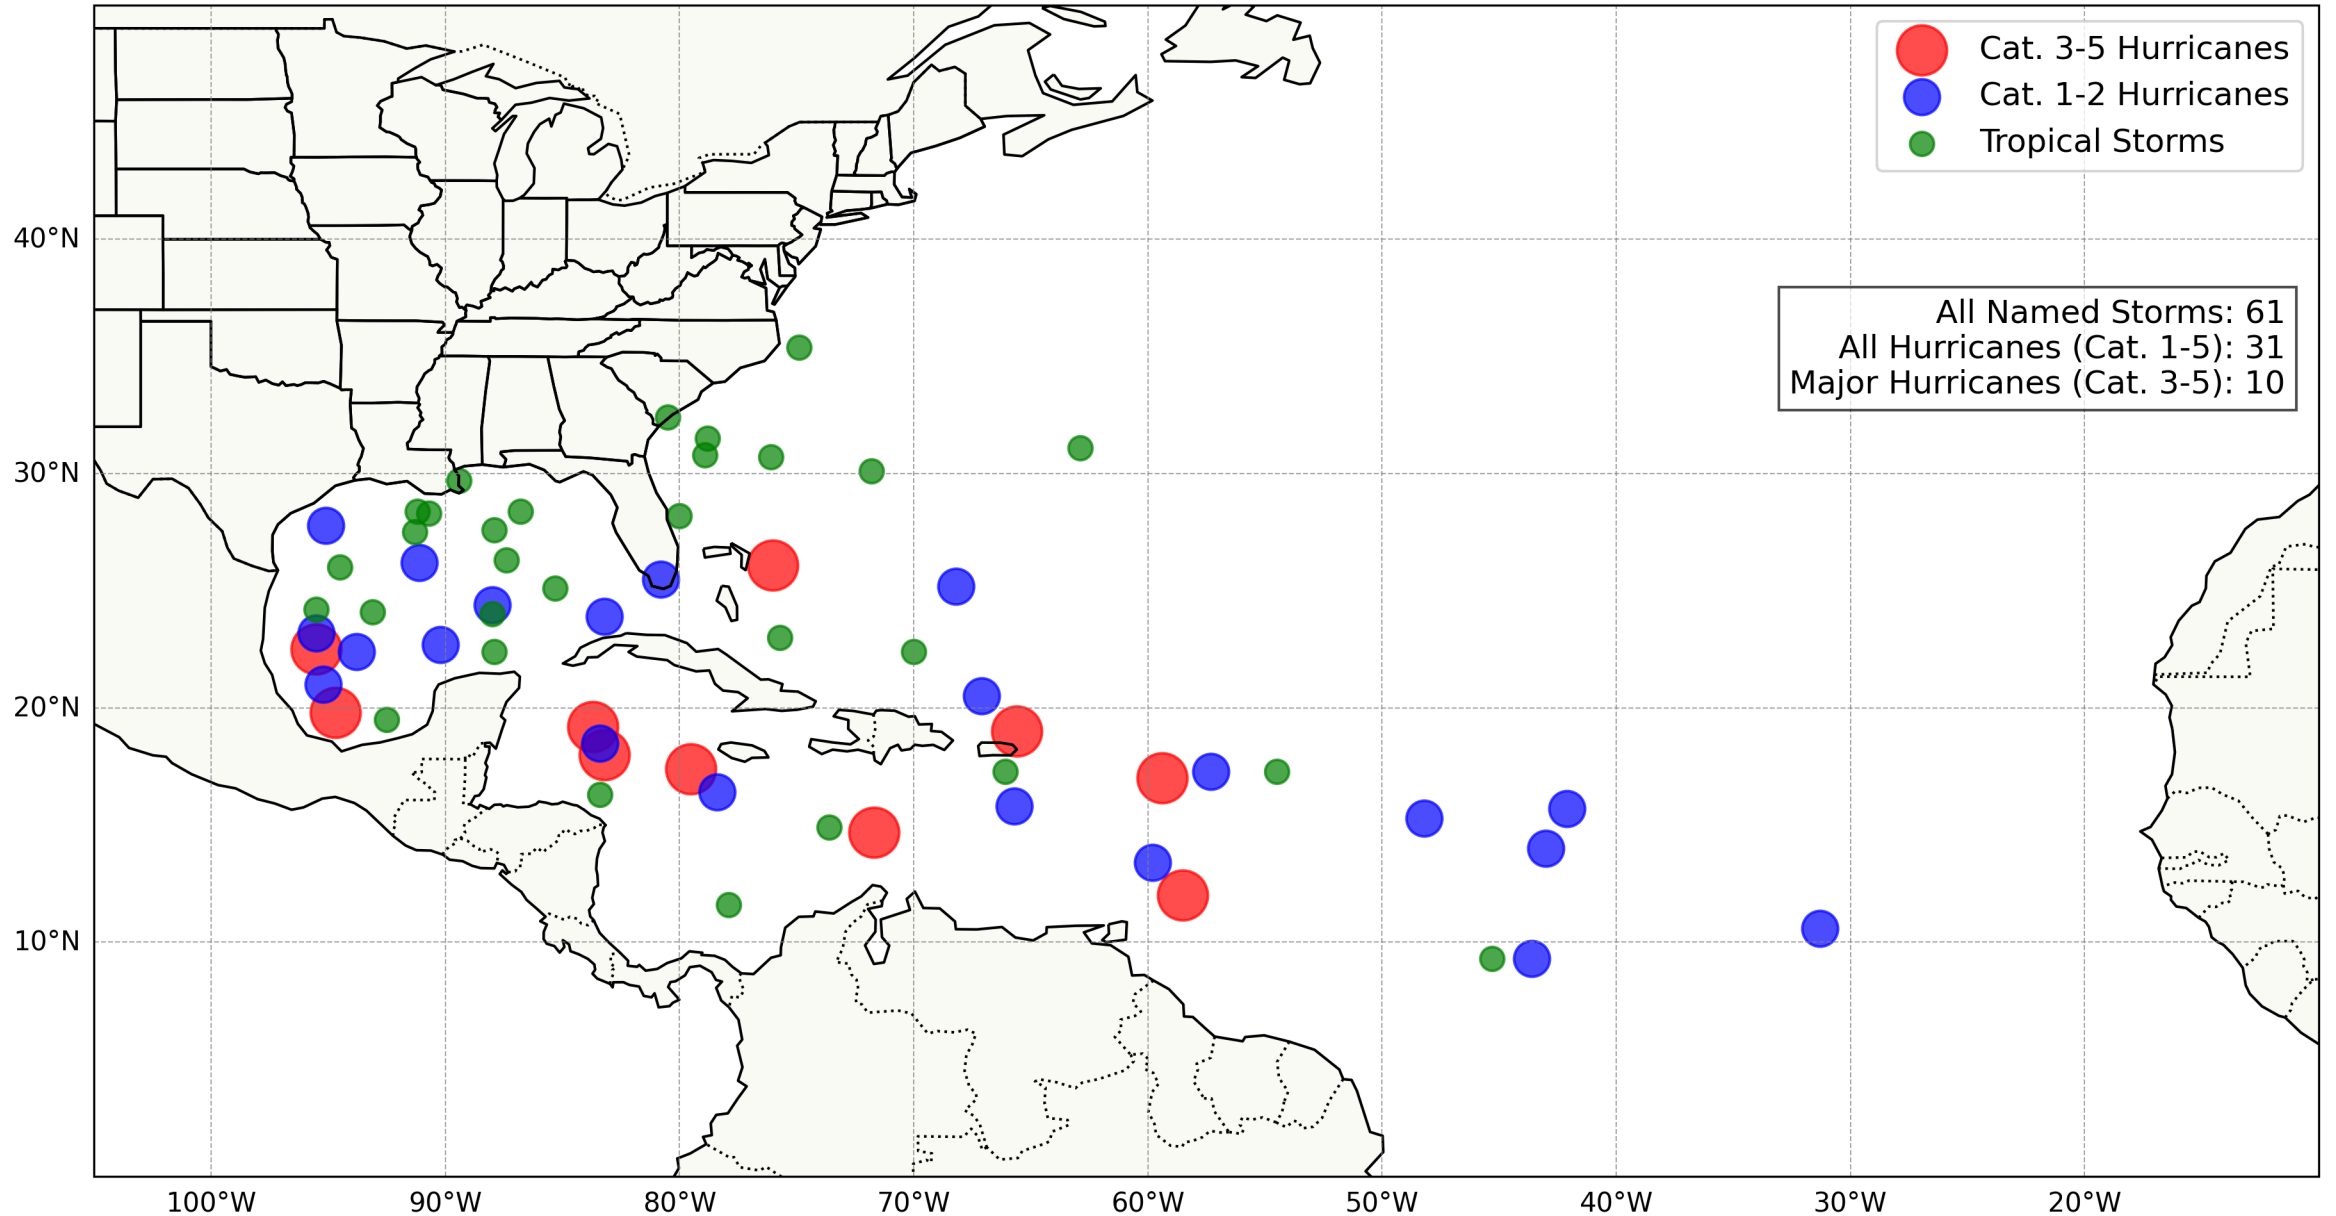 Cat. 3-5 Hurricanes
Cat. 1-2 Hurricanes
Tropical Storms
40°N
All Named Storms: 61
All Hurricanes (Cat. 1-5): 31
Major Hurricanes (Cat. 3-5): 10
30°N
20°N
10°N
100°W 90°W 80°W 70°W 60°W 50°W 40°W 30°W 20°W